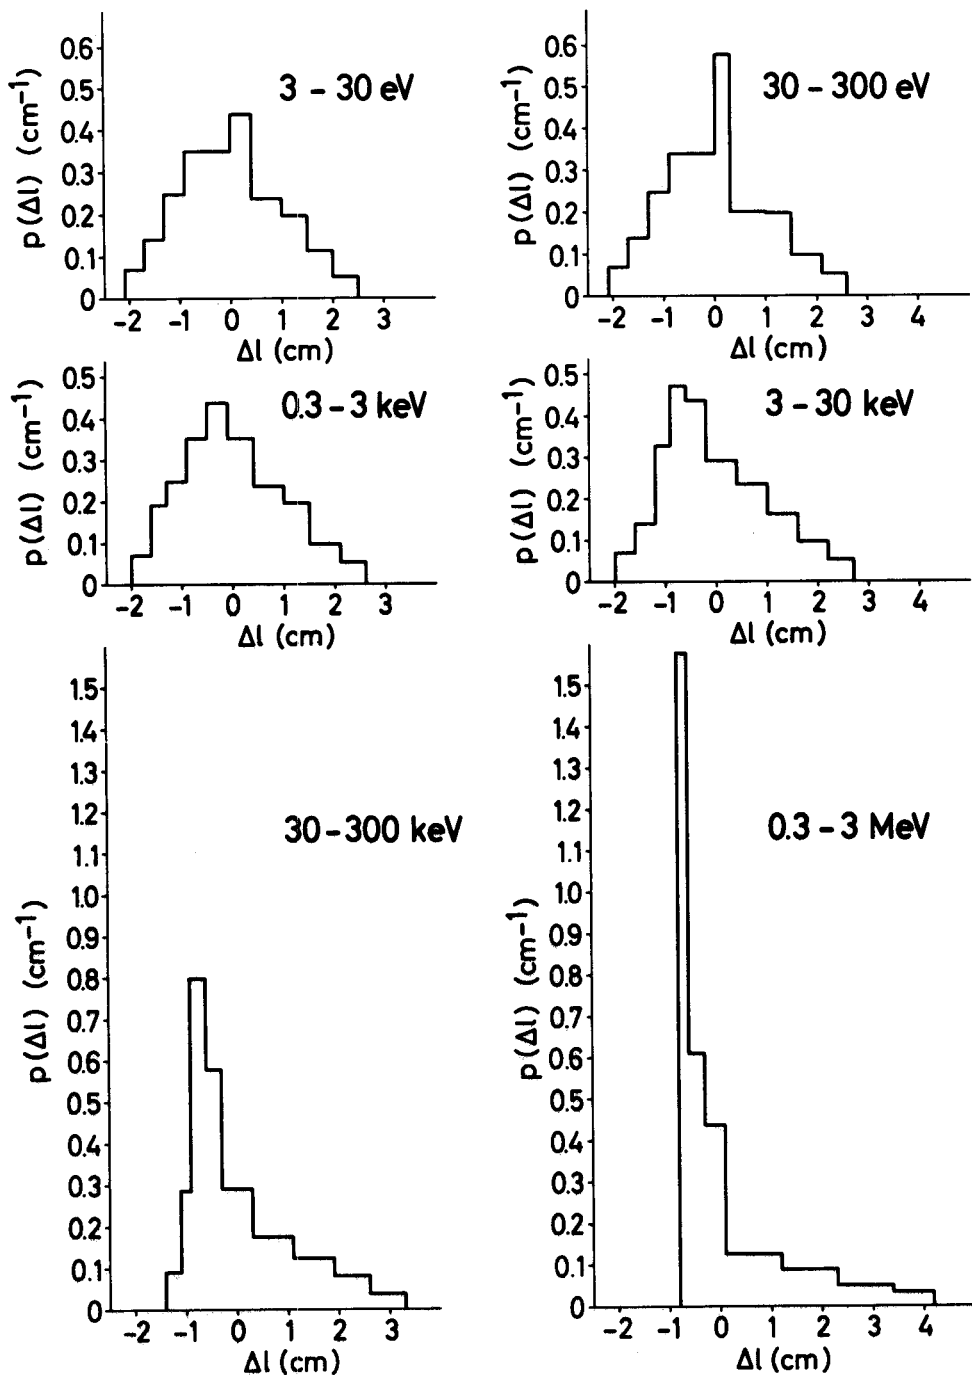 3 – 30 eV
p(Δl) (cm⁻¹)
0.6
0.5
0.4
0.3
0.2
0.1
0
-2 -1 0 1 2 3
Δl (cm)
30 – 300 eV
p(Δl) (cm⁻¹)
0.6
0.5
0.4
0.3
0.2
0.1
0
-2 -1 0 1 2 3 4
Δl (cm)
0.3 – 3 keV
p(Δl) (cm⁻¹)
0.5
0.4
0.3
0.2
0.1
0
-2 -1 0 1 2 3
Δl (cm)
3 – 30 keV
p(Δl) (cm⁻¹)
0.5
0.4
0.3
0.2
0.1
0
-2 -1 0 1 2 3 4
Δl (cm)
30 – 300 keV
p(Δl) (cm⁻¹)
1.5
1.4
1.3
1.2
1.1
1.0
0.9
0.8
0.7
0.6
0.5
0.4
0.3
0.2
0.1
0
-2 -1 0 1 2 3
Δl (cm)
0.3 – 3 MeV
p(Δl) (cm⁻¹)
1.5
1.4
1.3
1.2
1.1
1.0
0.9
0.8
0.7
0.6
0.5
0.4
0.3
0.2
0.1
0
-2 -1 0 1 2 3 4
Δl (cm)